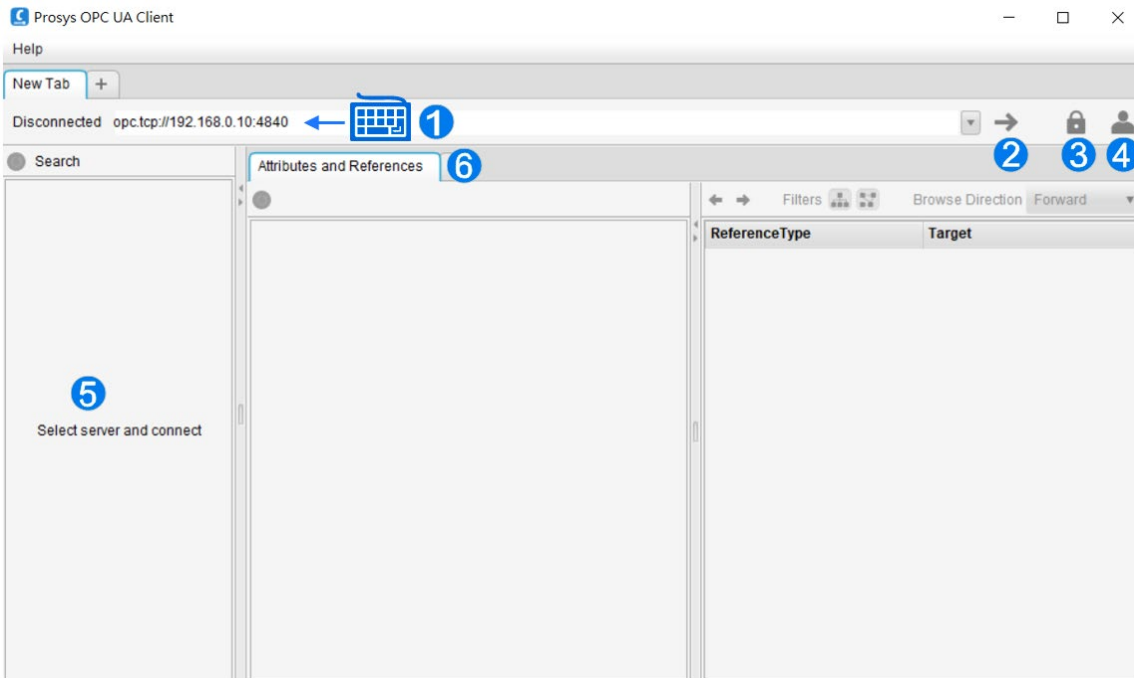 Prosys OPC UA Client
Help
New Tab +
Disconnected opc.tcp://192.168.0.10:4840 1
2 3 4
Search
Attributes and References 6
Filters Browse Direction Forward
ReferenceType Target
5
Select server and connect